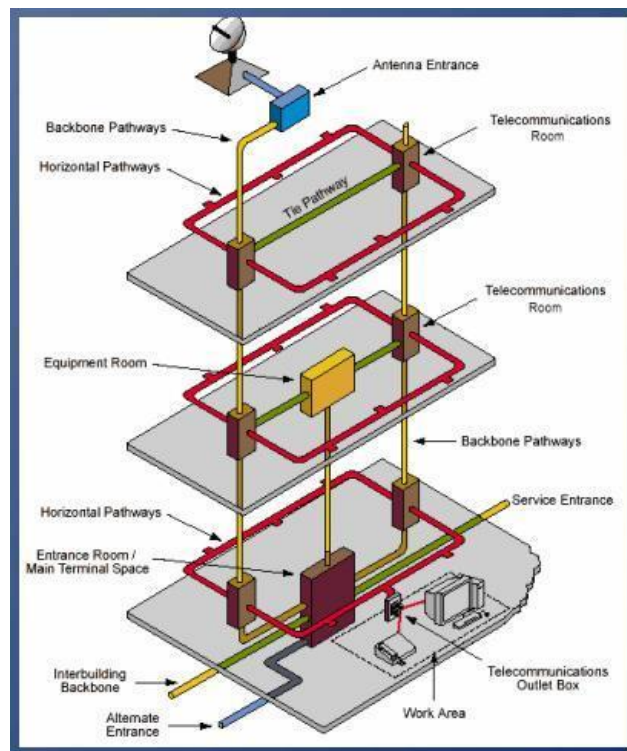 Antenna Entrance
Backbone Pathways
Telecommunications
Room
Horizontal Pathways
Tie Pathway
Telecommunications
Room
Equipment Room
Backbone Pathways
Service Entrance
Horizontal Pathways
Entrance Room /
Main Terminal Space
Interbuilding
Backbone
Telecommunications
Outlet Box
Work Area
Alternate
Entrance